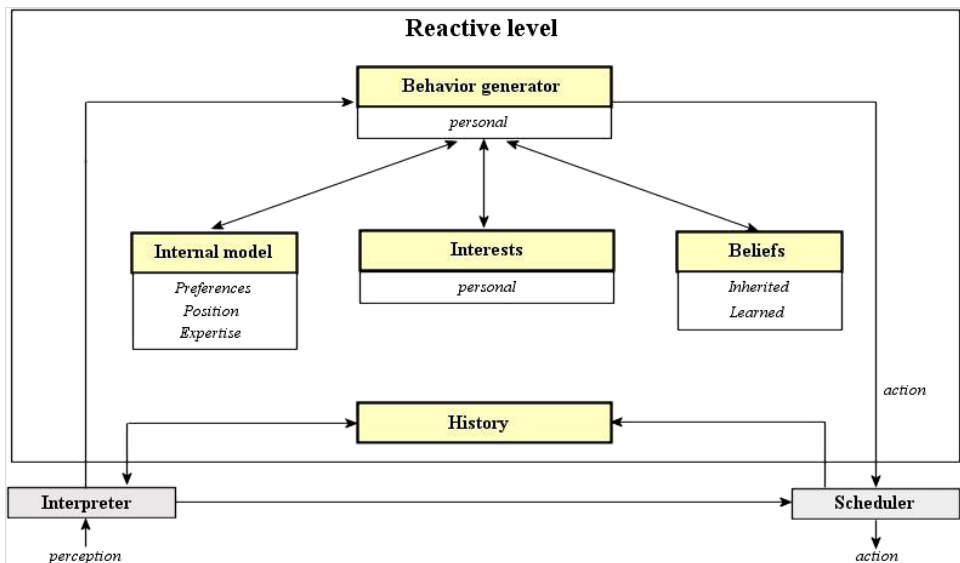 Reactive level
Behavior generator
personal
Internal model
Preferences
Position
Expertise
Interests
personal
Beliefs
Inherited
Learned
action
History
Interpreter
Scheduler
perception
action